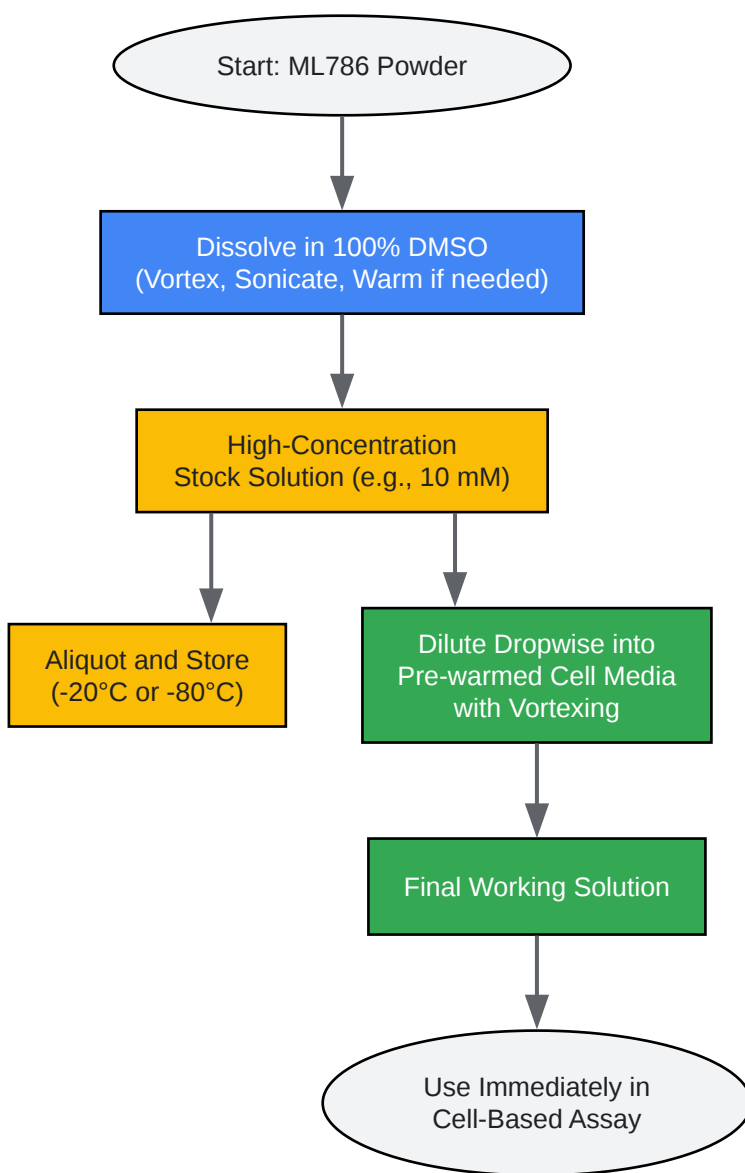 Start: ML786 Powder
Dissolve in 100% DMSO
(Vortex, Sonicate, Warm if needed)
High-Concentration
Stock Solution (e.g., 10 mM)
Aliquot and Store
(-20°C or -80°C)
Dilute Dropwise into
Pre-warmed Cell Media
with Vortexing
Final Working Solution
Use Immediately in
Cell-Based Assay